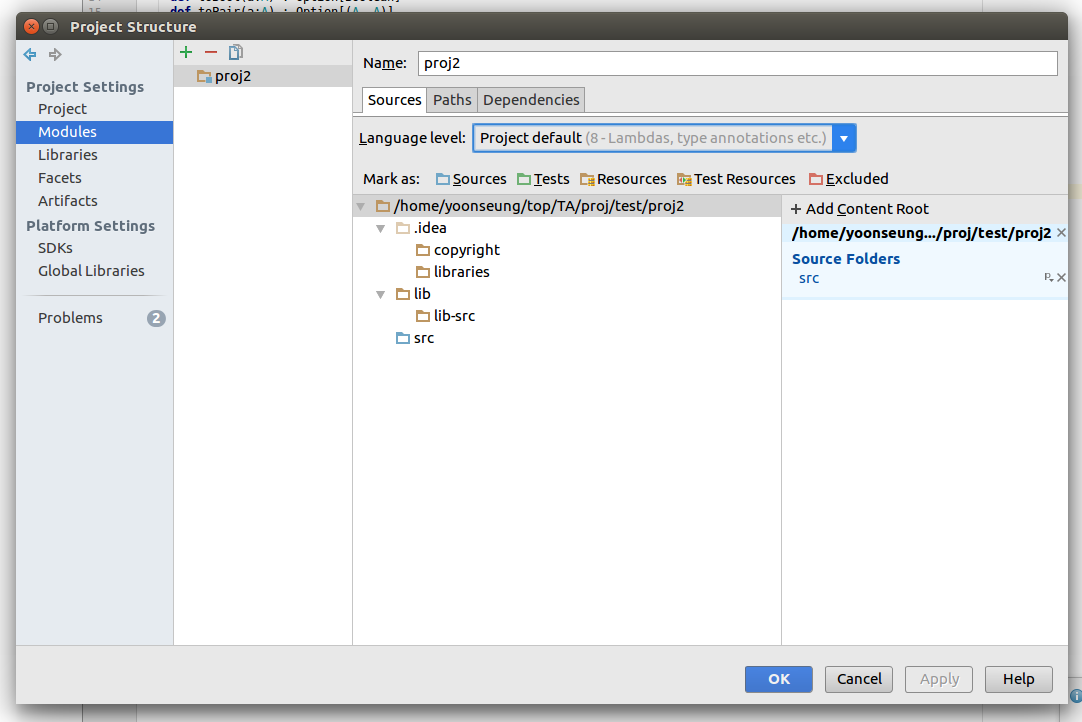 def toPair(a:A) : Option[(A, A)]
Project Structure
Project Settings
Project
Modules
Libraries
Facets
Artifacts
Platform Settings
SDKs
Global Libraries
Problems 2
proj2
Name: proj2
Sources Paths Dependencies
Language level: Project default (8 - Lambdas, type annotations etc.)
Mark as: Sources Tests Resources Test Resources Excluded
/home/yoonseung/top/TA/proj/test/proj2
.idea
copyright
libraries
lib
lib-src
src
+ Add Content Root
/home/yoonseung.../proj/test/proj2
Source Folders
src
OK Cancel Apply Help